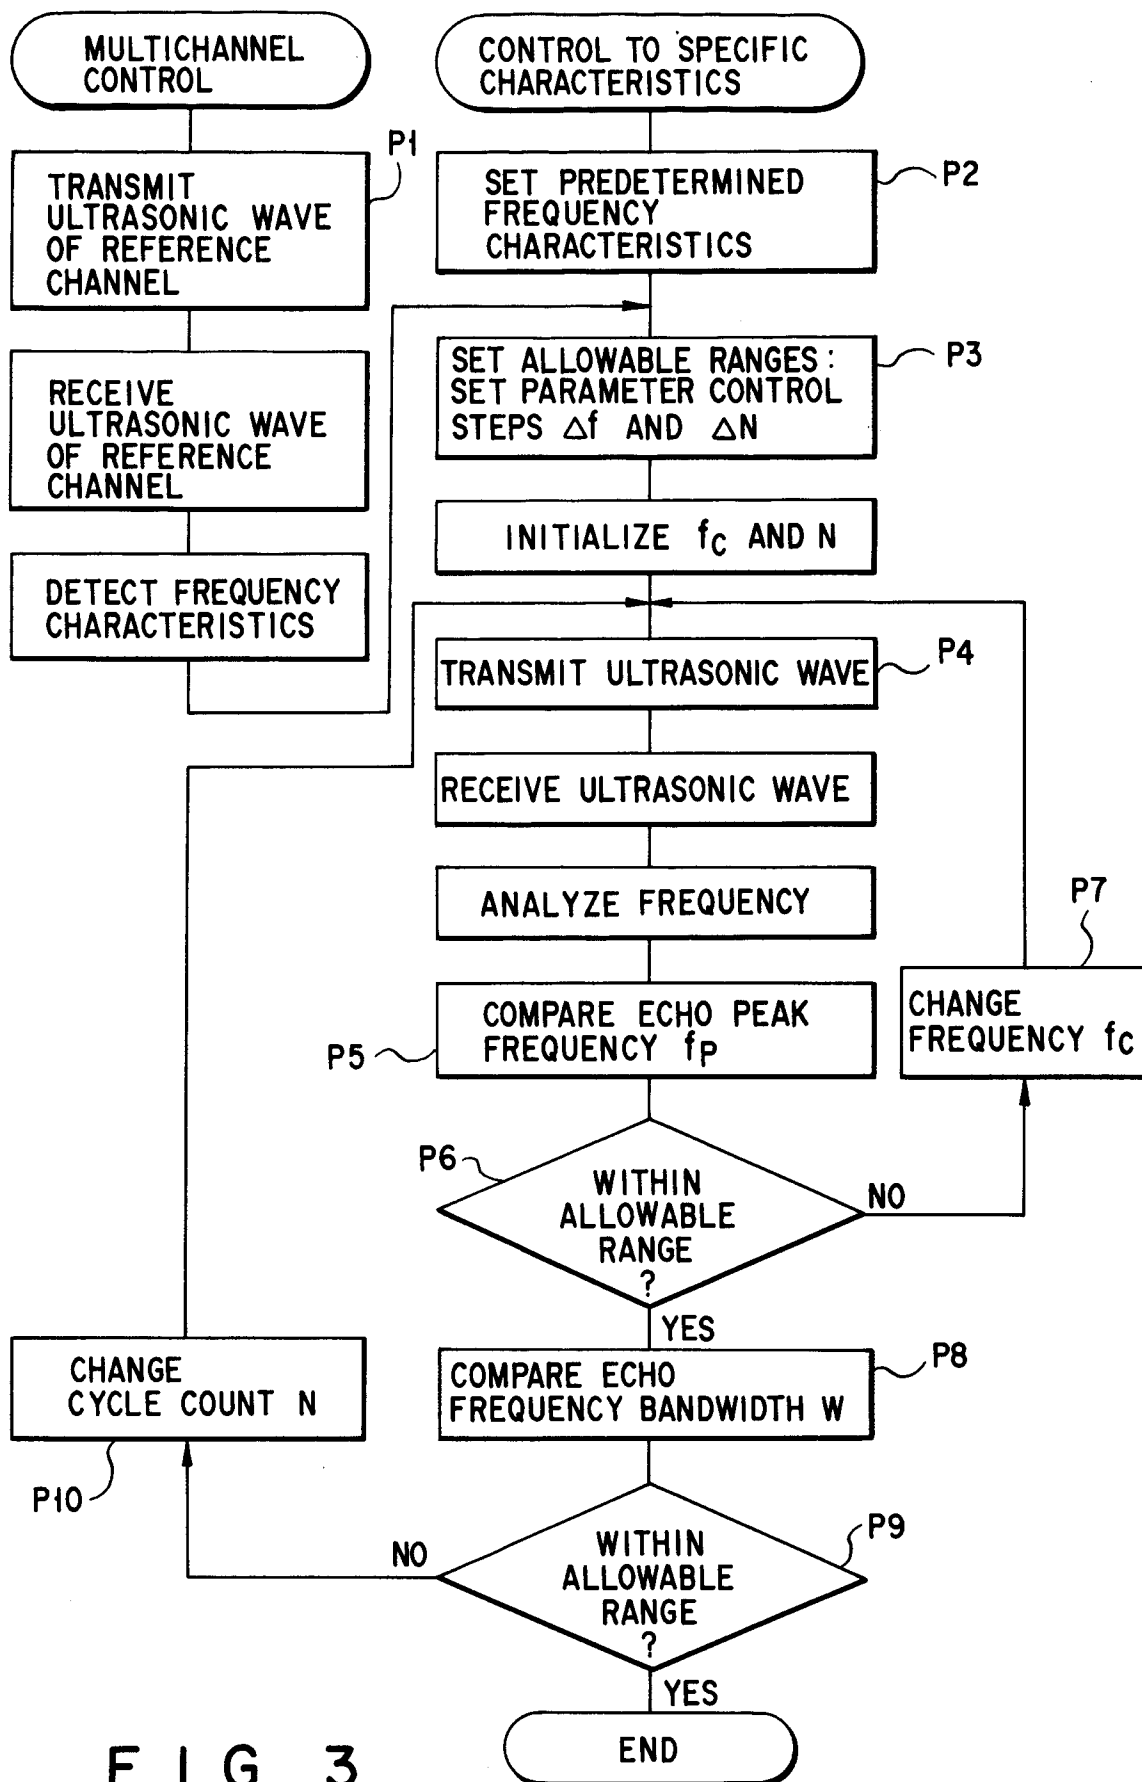 MULTICHANNEL
CONTROL
CONTROL TO SPECIFIC
CHARACTERISTICS
P1
TRANSMIT
ULTRASONIC WAVE
OF REFERENCE
CHANNEL
SET PREDETERMINED
FREQUENCY
CHARACTERISTICS
P2
RECEIVE
ULTRASONIC WAVE
OF REFERENCE
CHANNEL
SET ALLOWABLE RANGES:
SET PARAMETER CONTROL
STEPS Δf AND ΔN
P3
INITIALIZE fc AND N
DETECT FREQUENCY
CHARACTERISTICS
TRANSMIT ULTRASONIC WAVE
P4
RECEIVE ULTRASONIC WAVE
ANALYZE FREQUENCY
P7
CHANGE
FREQUENCY fc
COMPARE ECHO PEAK
FREQUENCY fP
P5
P6
WITHIN
ALLOWABLE
RANGE
?
NO
YES
CHANGE
CYCLE COUNT N
P10
COMPARE ECHO
FREQUENCY BANDWIDTH W
P8
P9
WITHIN
ALLOWABLE
RANGE
?
NO
YES
END
FIG 3